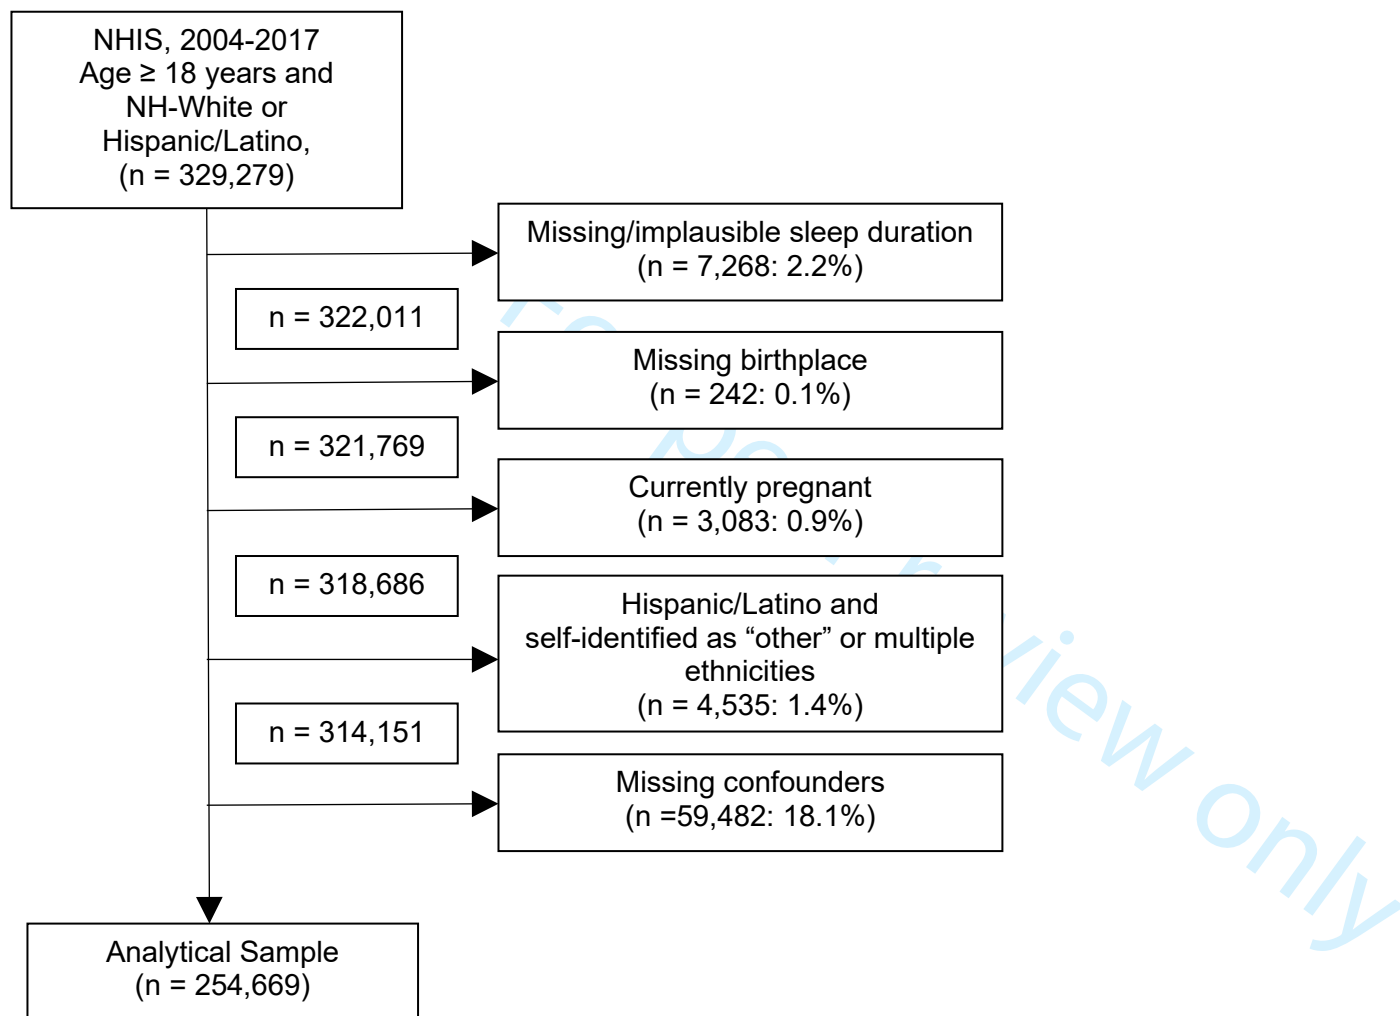 NHIS, 2004-2017
Age ≥ 18 years and
NH-White or
Hispanic/Latino,
(n = 329,279)
Missing/implausible sleep duration
(n = 7,268: 2.2%)
n = 322,011
Missing birthplace
(n = 242: 0.1%)
n = 321,769
Currently pregnant
(n = 3,083: 0.9%)
n = 318,686
Hispanic/Latino and
self-identified as “other” or multiple
ethnicities
(n = 4,535: 1.4%)
n = 314,151
Missing confounders
(n =59,482: 18.1%)
Analytical Sample
(n = 254,669)
view only